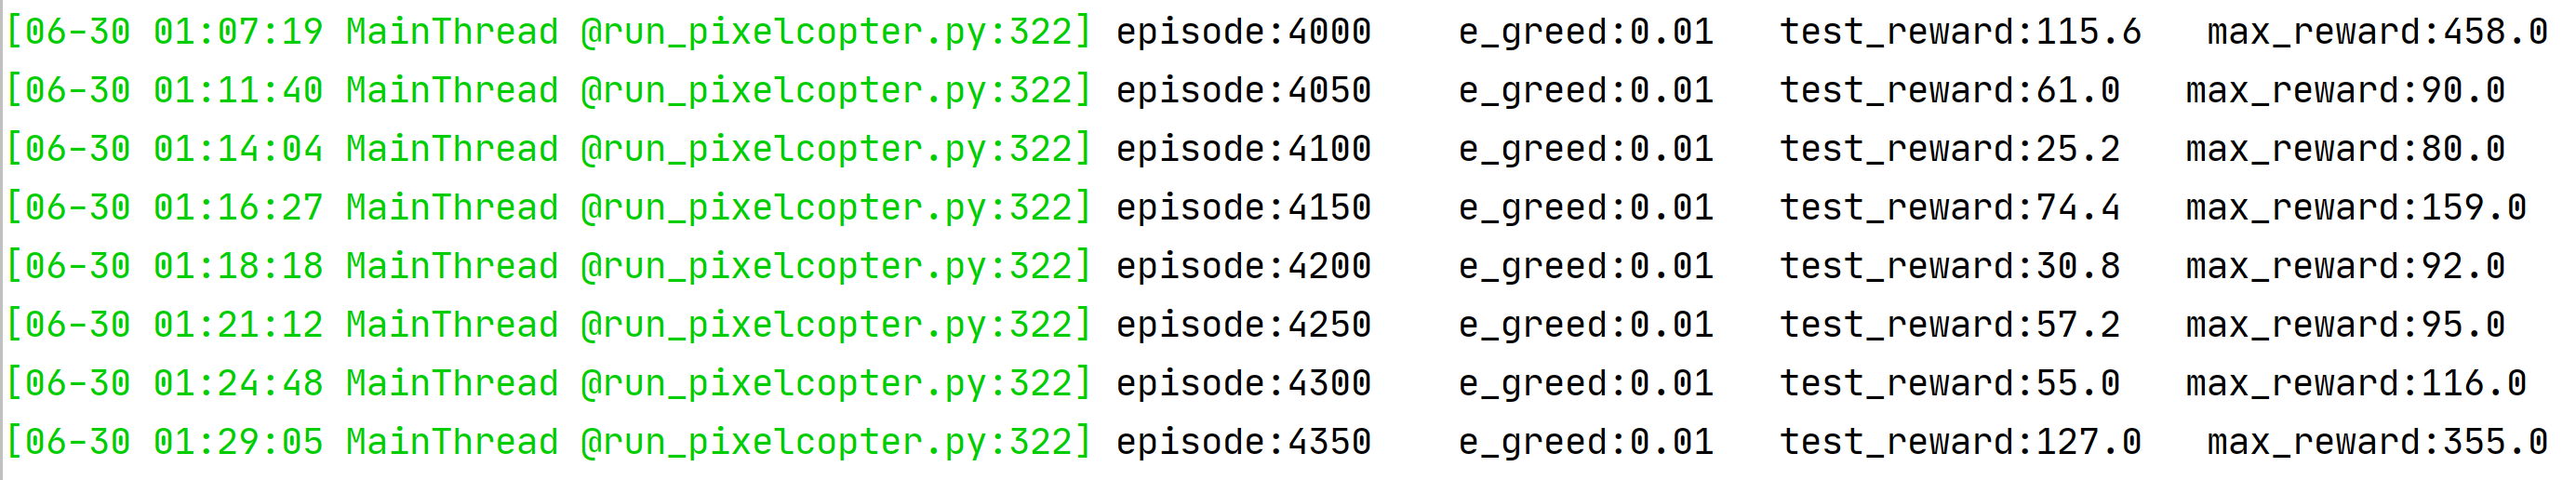 [06-30 01:07:19 MainThread @run_pixelcopter.py:322] episode:4000    e_greed:0.01   test_reward:115.6   max_reward:458.0
[06-30 01:11:40 MainThread @run_pixelcopter.py:322] episode:4050    e_greed:0.01   test_reward:61.0   max_reward:90.0
[06-30 01:14:04 MainThread @run_pixelcopter.py:322] episode:4100    e_greed:0.01   test_reward:25.2   max_reward:80.0
[06-30 01:16:27 MainThread @run_pixelcopter.py:322] episode:4150    e_greed:0.01   test_reward:74.4   max_reward:159.0
[06-30 01:18:18 MainThread @run_pixelcopter.py:322] episode:4200    e_greed:0.01   test_reward:30.8   max_reward:92.0
[06-30 01:21:12 MainThread @run_pixelcopter.py:322] episode:4250    e_greed:0.01   test_reward:57.2   max_reward:95.0
[06-30 01:24:48 MainThread @run_pixelcopter.py:322] episode:4300    e_greed:0.01   test_reward:55.0   max_reward:116.0
[06-30 01:29:05 MainThread @run_pixelcopter.py:322] episode:4350    e_greed:0.01   test_reward:127.0   max_reward:355.0